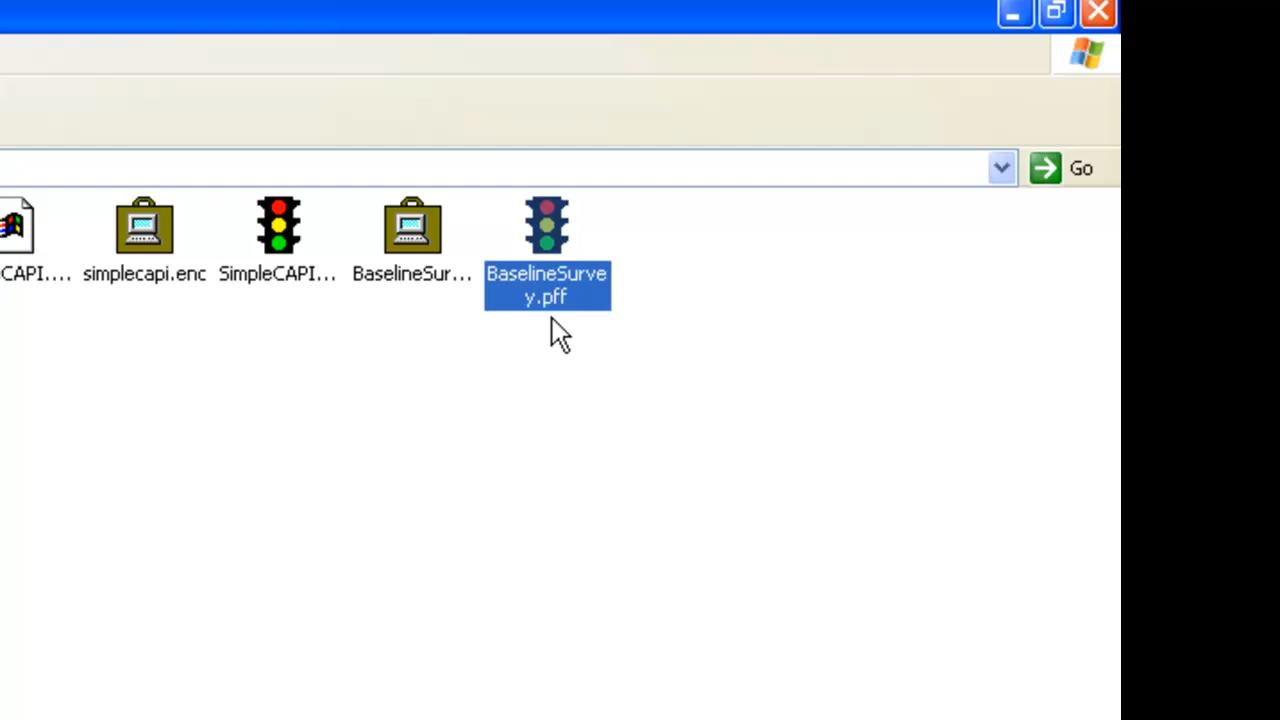 Go
CAPI....
simplecapi.enc
SimpleCAPI...
BaselineSur...
BaselineSurve
y.pff